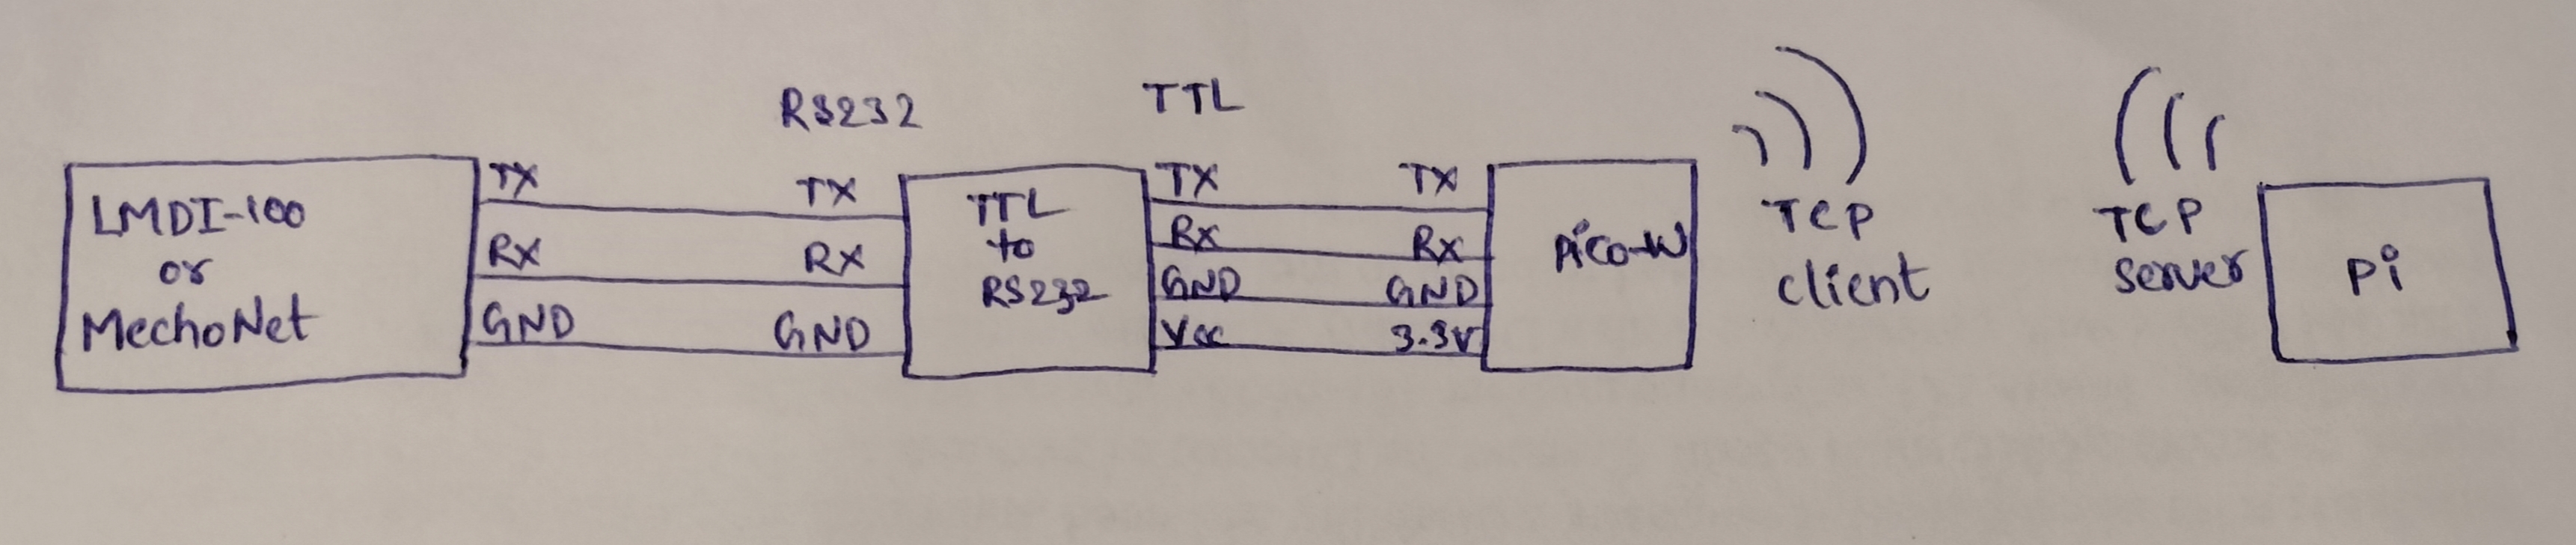 RS232
TTL
LMDI-100
or
MechoNet
TX
RX
GND
TX
RX
GND
TTL
to
RS232
TX
RX
GND
Vcc
TX
RX
GND
3.3V
Pico-W
TCP
client
TCP
server
Pi